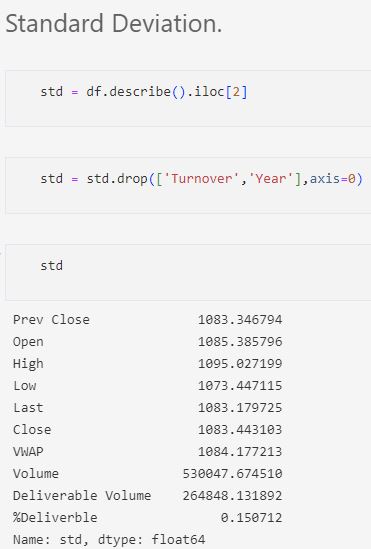 Standard Deviation.
std = df.describe().iloc[2]
std = std.drop(['Turnover','Year'],axis=0)
std
Prev Close 1083.346794
Open 1085.385796
High 1095.027199
Low 1073.447115
Last 1083.179725
Close 1083.443103
VWAP 1084.177213
Volume 530047.674510
Deliverable Volume 264848.131892
%Deliverble 0.150712
Name: std, dtype: float64